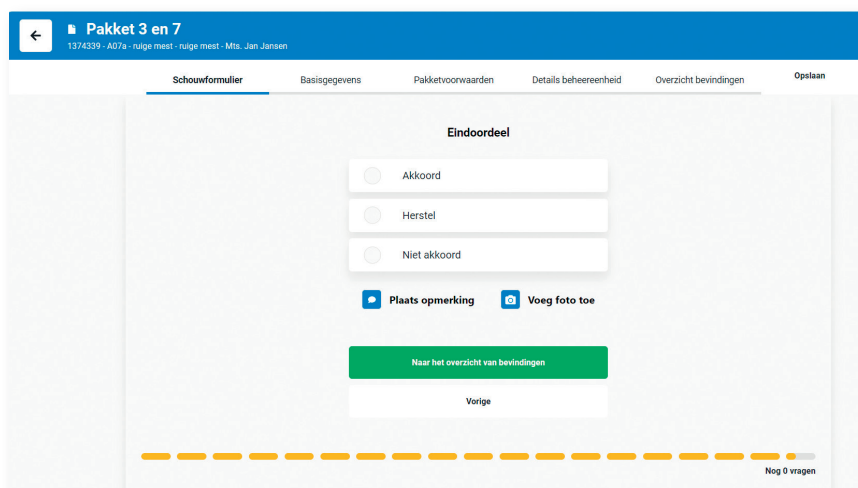 Pakket 3 en 7
1374339 - A07a - ruige mest - ruige mest - Mts. Jan Jansen
Schouwformulier
Basisgegevens
Pakketvoorwaarden
Details beheereenheid
Overzicht bevindingen
Opslaan
Eindoordeel
Akkoord
Herstel
Niet akkoord
Plaats opmerking
Voeg foto toe
Naar het overzicht van bevindingen
Vorige
Nog 0 vragen